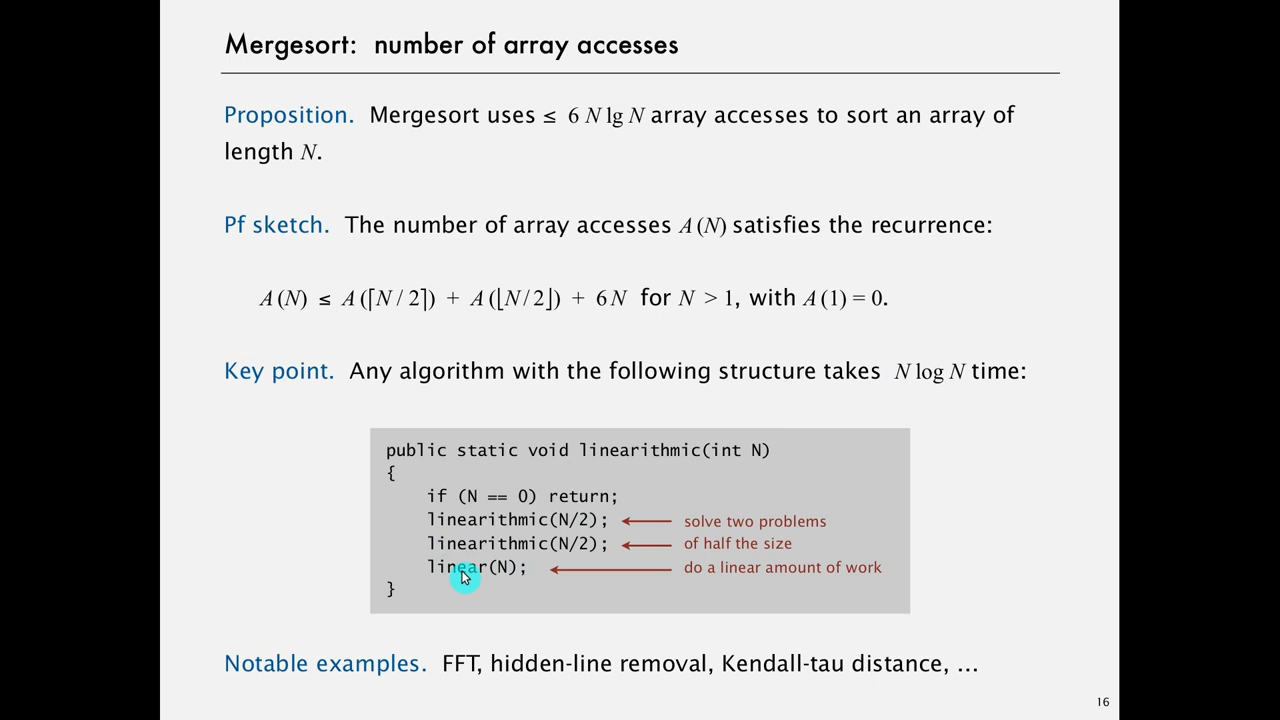 Mergesort: number of array accesses
Proposition. Mergesort uses ≤ 6 N lg N array accesses to sort an array of
length N.
Pf sketch. The number of array accesses A (N) satisfies the recurrence:
A (N) ≤ A (⌈N / 2⌉) + A (⌊N / 2⌋) + 6 N for N > 1, with A (1) = 0.
Key point. Any algorithm with the following structure takes N log N time:
public static void linearithmic(int N)
{
if (N == 0) return;
linearithmic(N/2); solve two problems
linearithmic(N/2); of half the size
linear(N); do a linear amount of work
}
Notable examples. FFT, hidden-line removal, Kendall-tau distance, …
16